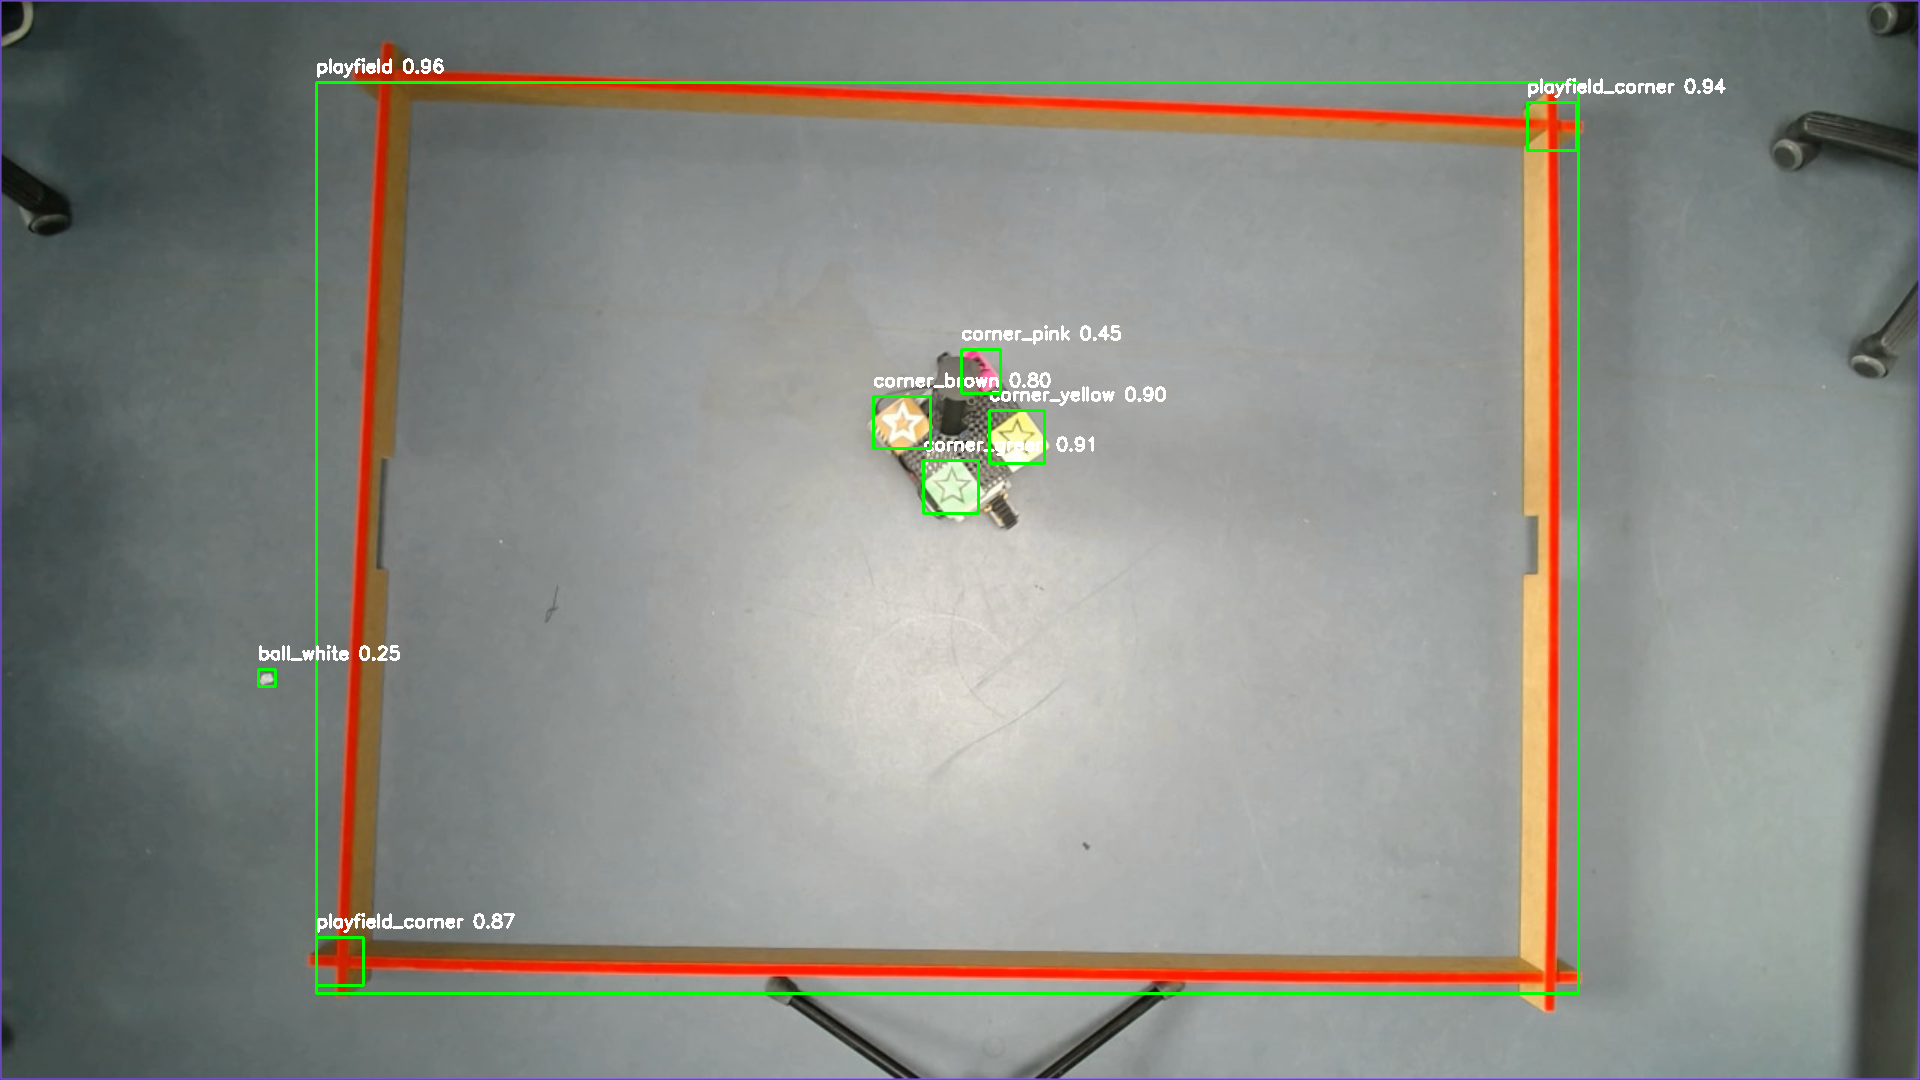 playfield 0.96
playfield_corner 0.94
corner_pink 0.45
corner_brown 0.80
corner_yellow 0.90
corner_green 0.91
ball_white 0.25
playfield_corner 0.87